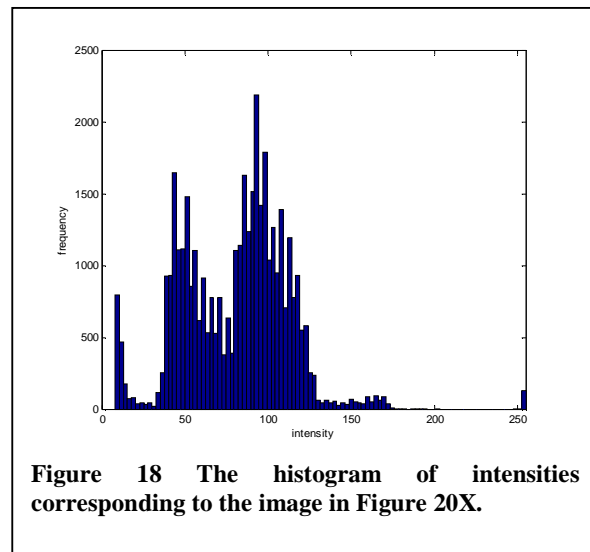 2500
2000
1500
1000
500
0
frequency
0 50 100 150 200 250
intensity
Figure 18 The histogram of intensities
corresponding to the image in Figure 20X.